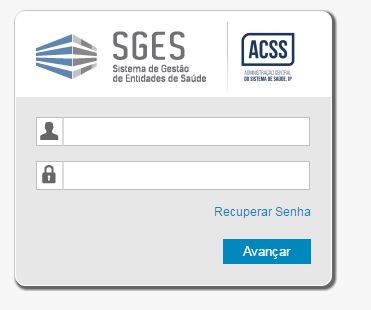 SGES
Sistema de Gestão
de Entidades de Saúde
ACSS
ADMINISTRAÇÃO CENTRAL
DO SISTEMA DE SAÚDE, IP
Recuperar Senha
Avançar